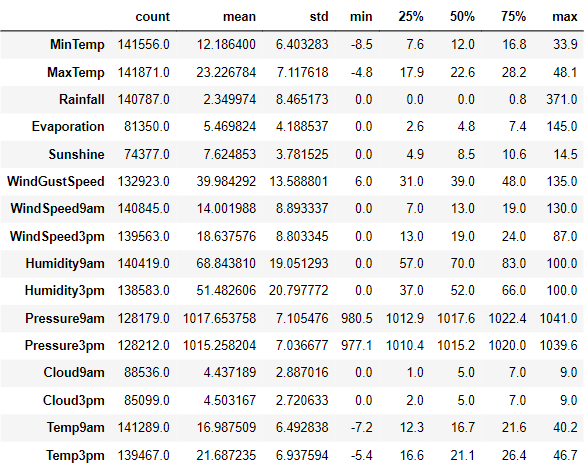 count mean std min 25% 50% 75% max
MinTemp 141556.0 12.186400 6.403283 -8.5 7.6 12.0 16.8 33.9
MaxTemp 141871.0 23.226784 7.117618 -4.8 17.9 22.6 28.2 48.1
Rainfall 140787.0 2.349974 8.465173 0.0 0.0 0.0 0.8 371.0
Evaporation 81350.0 5.469824 4.188537 0.0 2.6 4.8 7.4 145.0
Sunshine 74377.0 7.624853 3.781525 0.0 4.9 8.5 10.6 14.5
WindGustSpeed 132923.0 39.984292 13.588801 6.0 31.0 39.0 48.0 135.0
WindSpeed9am 140845.0 14.001988 8.893337 0.0 7.0 13.0 19.0 130.0
WindSpeed3pm 139563.0 18.637576 8.803345 0.0 13.0 19.0 24.0 87.0
Humidity9am 140419.0 68.843810 19.051293 0.0 57.0 70.0 83.0 100.0
Humidity3pm 138583.0 51.482606 20.797772 0.0 37.0 52.0 66.0 100.0
Pressure9am 128179.0 1017.653758 7.105476 980.5 1012.9 1017.6 1022.4 1041.0
Pressure3pm 128212.0 1015.258204 7.036677 977.1 1010.4 1015.2 1020.0 1039.6
Cloud9am 88536.0 4.437189 2.887016 0.0 1.0 5.0 7.0 9.0
Cloud3pm 85099.0 4.503167 2.720633 0.0 2.0 5.0 7.0 9.0
Temp9am 141289.0 16.987509 6.492838 -7.2 12.3 16.7 21.6 40.2
Temp3pm 139467.0 21.687235 6.937594 -5.4 16.6 21.1 26.4 46.7